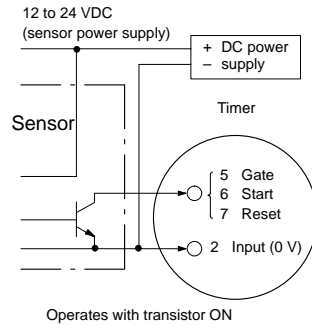 12 to 24 VDC
(sensor power supply)
+ DC power
– supply
Timer
Sensor
5 Gate
6 Start
7 Reset
2 Input (0 V)
Operates with transistor ON